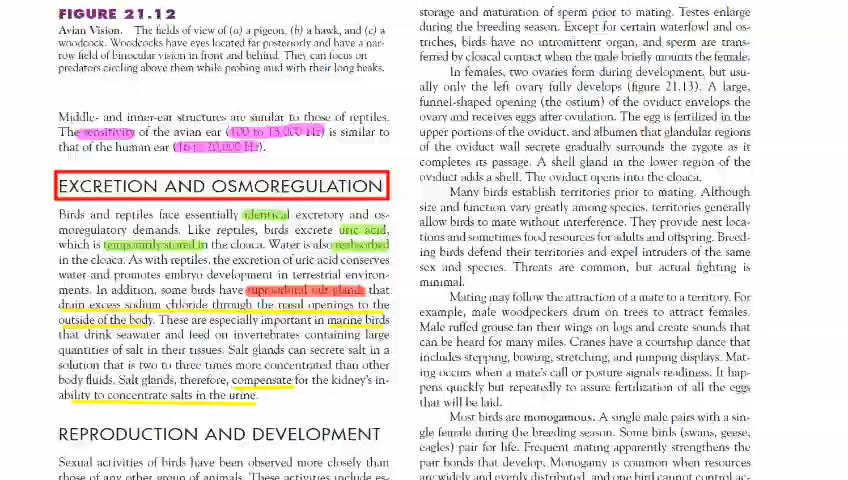 FIGURE 21.12
Avian Vision. The fields of view of (a) a pigeon, (b) a hawk, and (c) a
woodcock. Woodcocks have eyes located far posteriorly and have a nar-
row field of binocular vision in front and behind. They can focus on
predators circling above them while probing mud with their long beaks.
Middle- and inner-ear structures are similar to those of reptiles.
The sensitivity of the avian ear (100 to 15,000 Hz) is similar to
that of the human ear (16 to 20,000 Hz).
EXCRETION AND OSMOREGULATION
Birds and reptiles face essentially identical excretory and os-
moregulatory demands. Like reptiles, birds excrete uric acid,
which is temporarily stored in the cloaca. Water is also reabsorbed
in the cloaca. As with reptiles, the excretion of uric acid conserves
water and promotes embryo development in terrestrial environ-
ments. In addition, some birds have supraorbital salt glands that
drain excess sodium chloride through the nasal openings to the
outside of the body. These are especially important in marine birds
that drink seawater and feed on invertebrates containing large
quantities of salt in their tissues. Salt glands can secrete salt in a
solution that is two to three times more concentrated than other
body fluids. Salt glands, therefore, compensate for the kidney's in-
ability to concentrate salts in the urine.
REPRODUCTION AND DEVELOPMENT
Sexual activities of birds have been observed more closely than
those of any other group of animals. These activities include es-
storage and maturation of sperm prior to mating. Testes enlarge
during the breeding season. Except for certain waterfowl and os-
triches, birds have no intromittent organ, and sperm are trans-
ferred by cloacal contact when the male briefly mounts the female.
In females, two ovaries form during development, but usu-
ally only the left ovary fully develops (figure 21.13). A large,
funnel-shaped opening (the ostium) of the oviduct envelops the
ovary and receives eggs after ovulation. The egg is fertilized in the
upper portions of the oviduct, and albumen that glandular regions
of the oviduct wall secrete gradually surrounds the zygote as it
completes its passage. A shell gland in the lower region of the
oviduct adds a shell. The oviduct opens into the cloaca.
Many birds establish territories prior to mating. Although
size and function vary greatly among species, territories generally
allow birds to mate without interference. They provide nest loca-
tions and sometimes food resources for adults and offspring. Breed-
ing birds defend their territories and expel intruders of the same
sex and species. Threats are common, but actual fighting is
minimal.
Mating may follow the attraction of a mate to a territory. For
example, male woodpeckers drum on trees to attract females.
Male ruffed grouse fan their wings on logs and create sounds that
can be heard for many miles. Cranes have a courtship dance that
includes stepping, bowing, stretching, and jumping displays. Mat-
ing occurs when a mate's call or posture signals readiness. It hap-
pens quickly but repeatedly to assure fertilization of all the eggs
that will be laid.
Most birds are monogamous. A single male pairs with a sin-
gle female during the breeding season. Some birds (swans, geese,
eagles) pair for life. Frequent mating apparently strengthens the
pair bonds that develop. Monogamy is common when resources
are widely and evenly distributed, and one bird cannot control ac-